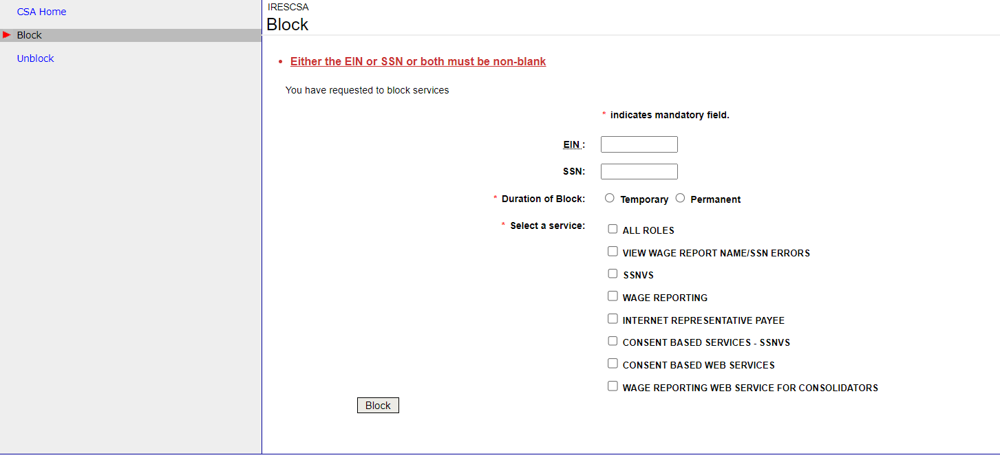 CSA Home
Block
Unblock
IRESCSA
Block
• Either the EIN or SSN or both must be non-blank
You have requested to block services
* indicates mandatory field.
EIN :
SSN:
* Duration of Block: Temporary Permanent
* Select a service: ALL ROLES
VIEW WAGE REPORT NAME/SSN ERRORS
SSNVS
WAGE REPORTING
INTERNET REPRESENTATIVE PAYEE
CONSENT BASED SERVICES - SSNVS
CONSENT BASED WEB SERVICES
WAGE REPORTING WEB SERVICE FOR CONSOLIDATORS
Block